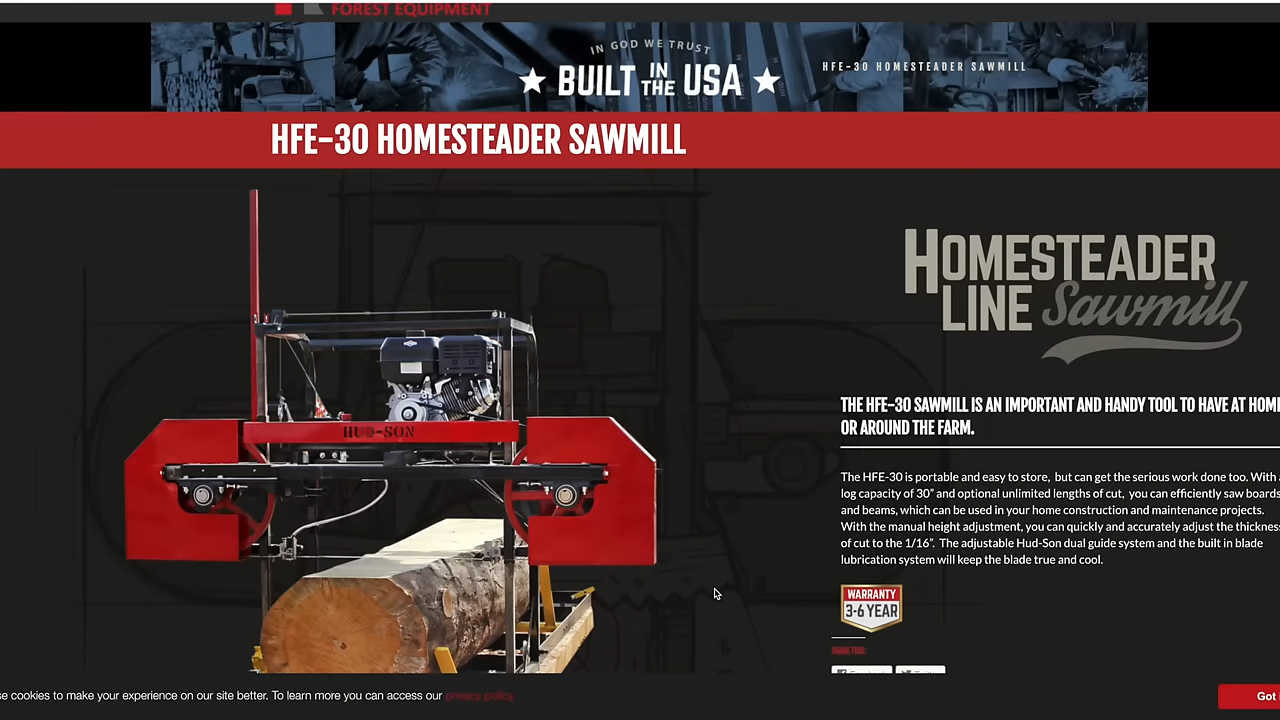 FOREST EQUIPMENT
IN GOD WE TRUST
BUILT IN THE USA
HFE-30 HOMESTEADER SAWMILL
HFE-30 HOMESTEADER SAWMILL
HOMESTEADER
LINE Sawmill
THE HFE-30 SAWMILL IS AN IMPORTANT AND HANDY TOOL TO HAVE AT HOM
OR AROUND THE FARM.
HUD-SON
The HFE-30 is portable and easy to store, but can get the serious work done too. With
log capacity of 30" and optional unlimited lengths of cut, you can efficiently saw boards
and beams, which can be used in your home construction and maintenance projects.
With the manual height adjustment, you can quickly and accurately adjust the thicknes
of cut to the 1/16". The adjustable Hud-Son dual guide system and the built in blade
lubrication system will keep the blade true and cool.
WARRANTY
3-6 YEAR
SHARE THIS:
se cookies to make your experience on our site better. To learn more you can access our privacy policy
Got